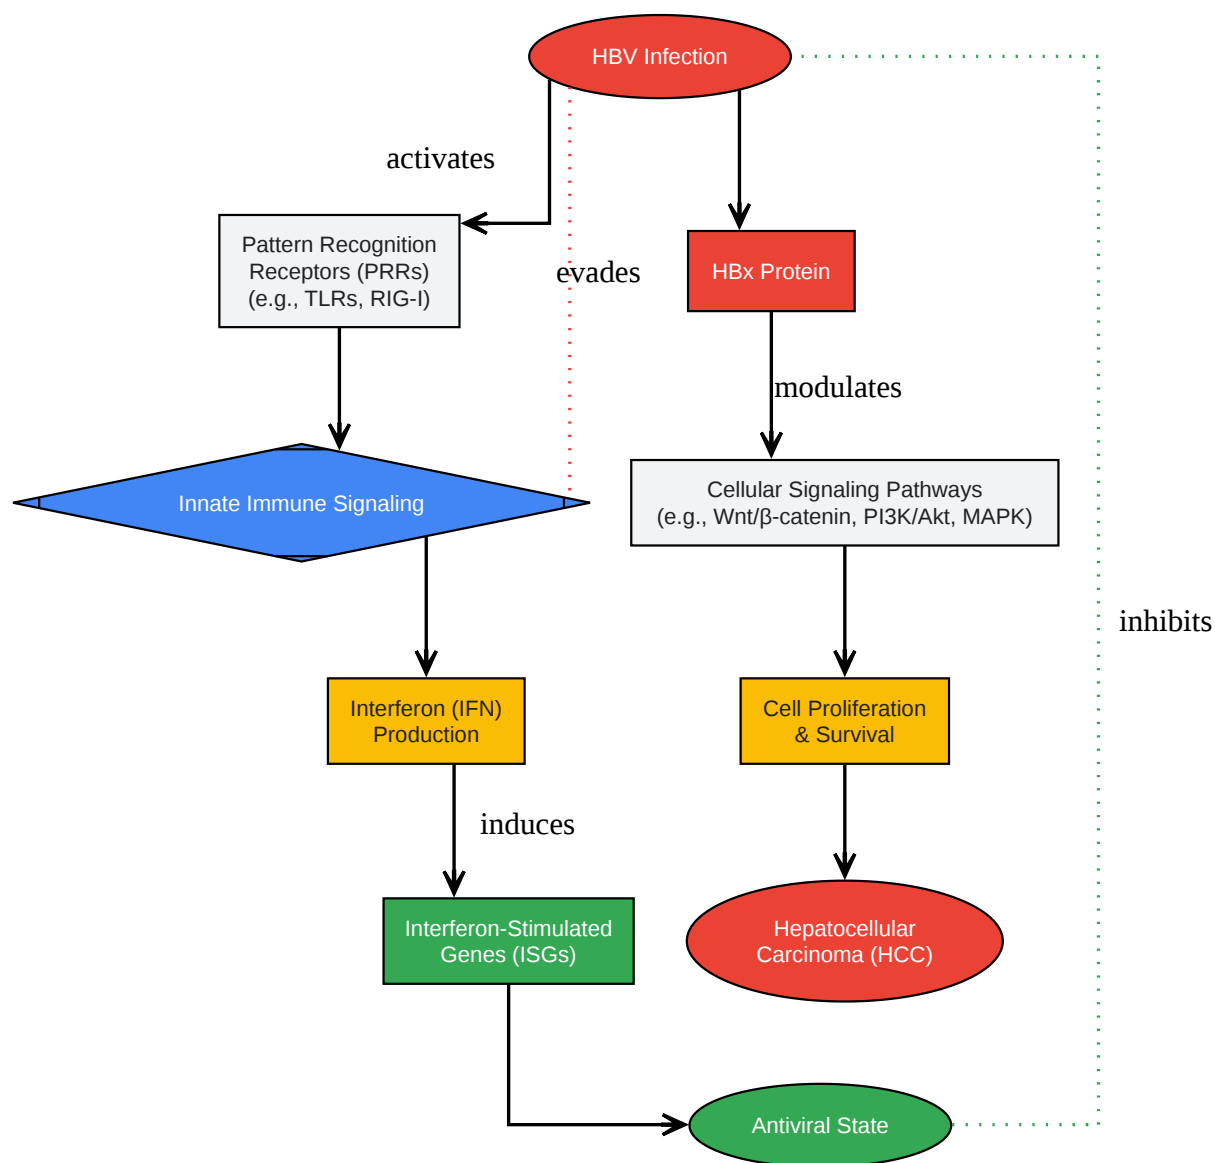 HBV Infection
activates
Pattern Recognition
Receptors (PRRs)
(e.g., TLRs, RIG-I)
evades
HBx Protein
modulates
Innate Immune Signaling
Cellular Signaling Pathways
(e.g., Wnt/β-catenin, PI3K/Akt, MAPK)
inhibits
Interferon (IFN)
Production
Cell Proliferation
& Survival
induces
Interferon-Stimulated
Genes (ISGs)
Hepatocellular
Carcinoma (HCC)
Antiviral State